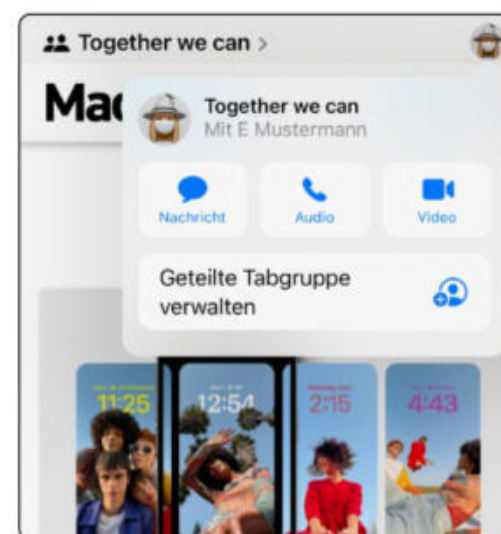 Together we can >
Mac
Together we can
Mit E Mustermann
Nachricht
Audio
Video
Geteilte Tabgruppe
verwalten
11:25
12:54
2:15
4:43